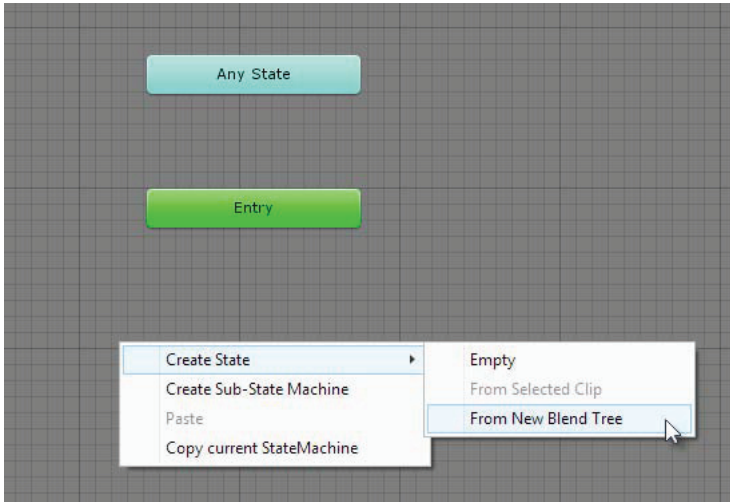 Any State
Entry
Create State
Create Sub-State Machine
Paste
Copy current StateMachine
Empty
From Selected Clip
From New Blend Tree